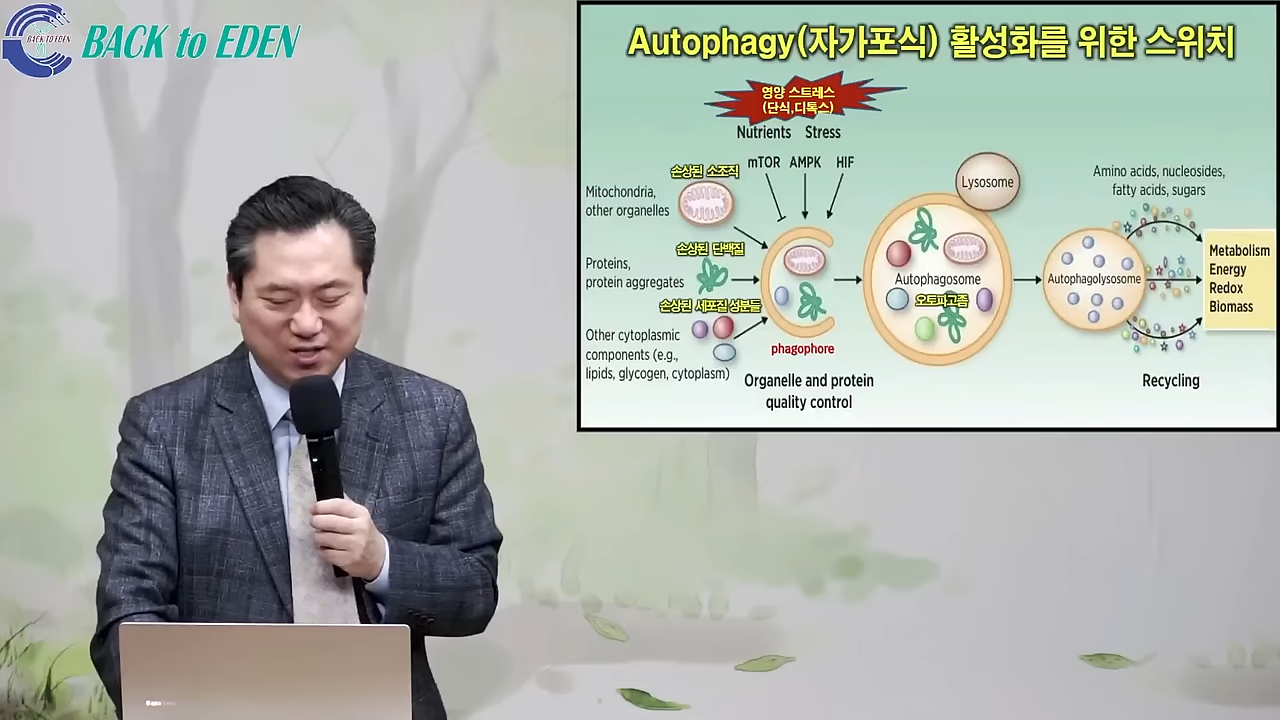 BACK TO EDEN
BACK to EDEN
Autophagy(자가포식) 활성화를 위한 스위치
영양 스트레스
(단식,디톡스)
Nutrients Stress
mTOR AMPK HIF
손상된 소조직
Mitochondria,
other organelles
손상된 단백질
Proteins,
protein aggregates
손상된 세포질 성분들
Other cytoplasmic
components (e.g.,
lipids, glycogen, cytoplasm)
phagophore
Organelle and protein
quality control
Lysosome
Autophagosome
오토파고좀
Autophagolysosome
Amino acids, nucleosides,
fatty acids, sugars
Metabolism
Energy
Redox
Biomass
Recycling